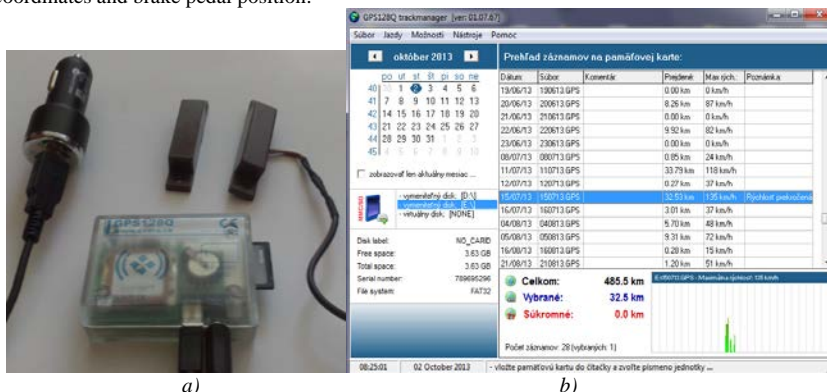 coordinates and brake pedal position.
GPS128Q
GPS128Q trackmanager [ver: 01.07.67]
Súbor Jazdy Možnosti Nástroje Pomoc
október 2013
po ut st št pi so ne
40 30 1 2 3 4 5 6
41 7 8 9 10 11 12 13
42 14 15 16 17 18 19 20
43 21 22 23 24 25 26 27
44 28 29 30 31 1 2 3
45 4 5 6 7 8 9 10
zobrazovať len aktuálny mesiac ...
MMC/SD
- vymeniteľný disk: [D:\]
- vymeniteľný disk: [E:\]
- virtuálny disk: [NONE]
Disk label: NO_CARD
Free space: 3.63 GB
Total space: 3.63 GB
Serial number: 789695296
File system: FAT32
Prehľad záznamov na pamäťovej karte:
Dátum: Súbor: Komentár: Prejdené: Max rých.: Poznámka:
19/06/13 190613.GPS 0.00 km 0 km/h
20/06/13 200613.GPS 8.26 km 87 km/h
21/06/13 210613.GPS 0.00 km 0 km/h
22/06/13 220613.GPS 9.92 km 82 km/h
23/06/13 230613.GPS 0.00 km 0 km/h
08/07/13 080713.GPS 0.85 km 24 km/h
11/07/13 110713.GPS 33.79 km 118 km/h
12/07/13 120713.GPS 0.27 km 37 km/h
15/07/13 150713.GPS 32.53 km 135 km/h Rýchlosť prekročená
16/07/13 160713.GPS 3.01 km 37 km/h
04/08/13 040813.GPS 5.70 km 48 km/h
05/08/13 050813.GPS 9.31 km 72 km/h
16/08/13 160813.GPS 0.28 km 15 km/h
21/08/13 210813.GPS 1.20 km 51 km/h
Celkom: 485.5 km
Vybrané: 32.5 km
Súkromné: 0.0 km
Počet záznamov: 28 (vybraných: 1)
Maximálna rýchlosť:
08:25:01 02 October 2013 - vložte pamäťovú kartu do čítačky a zvoľte písmeno jednotky ...
a) b)